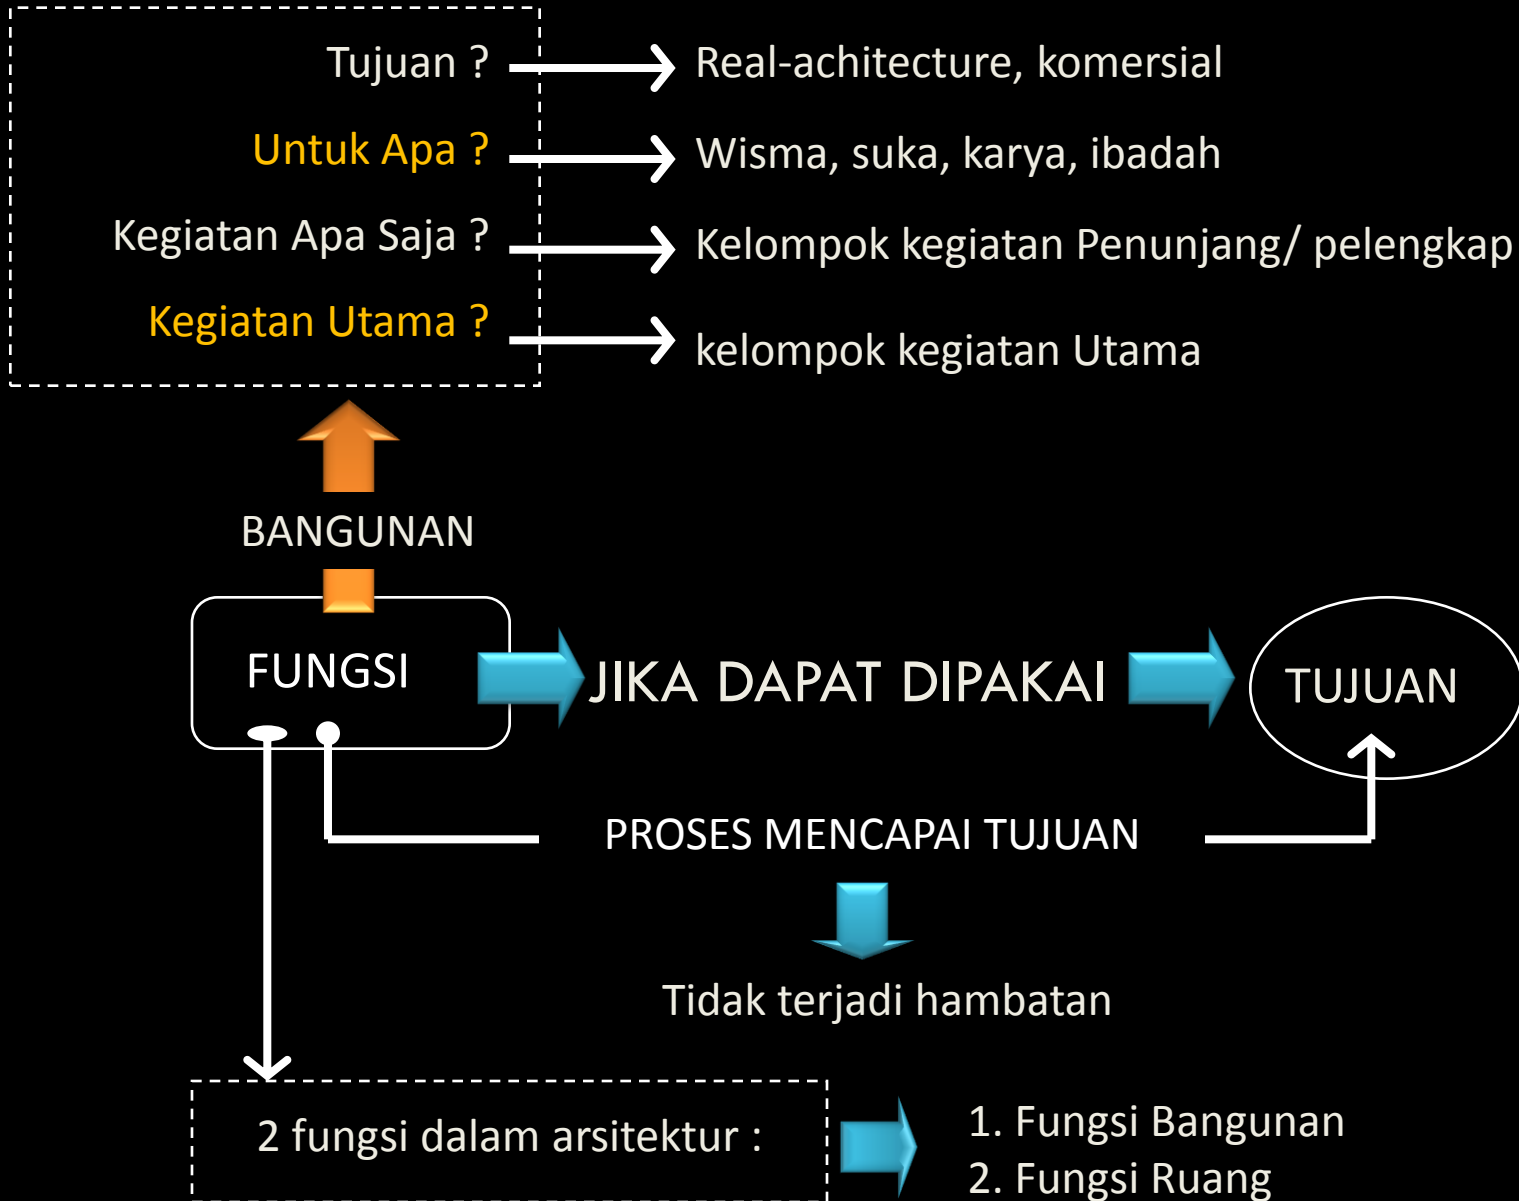 Tujuan ?
Real-achitecture, komersial
Untuk Apa ?
Wisma, suka, karya, ibadah
Kegiatan Apa Saja ?
Kelompok kegiatan Penunjang/ pelengkap
Kegiatan Utama ?
kelompok kegiatan Utama
BANGUNAN
FUNGSI
JIKA DAPAT DIPAKAI
TUJUAN
PROSES MENCAPAI TUJUAN
Tidak terjadi hambatan
2 fungsi dalam arsitektur :
1. Fungsi Bangunan
2. Fungsi Ruang